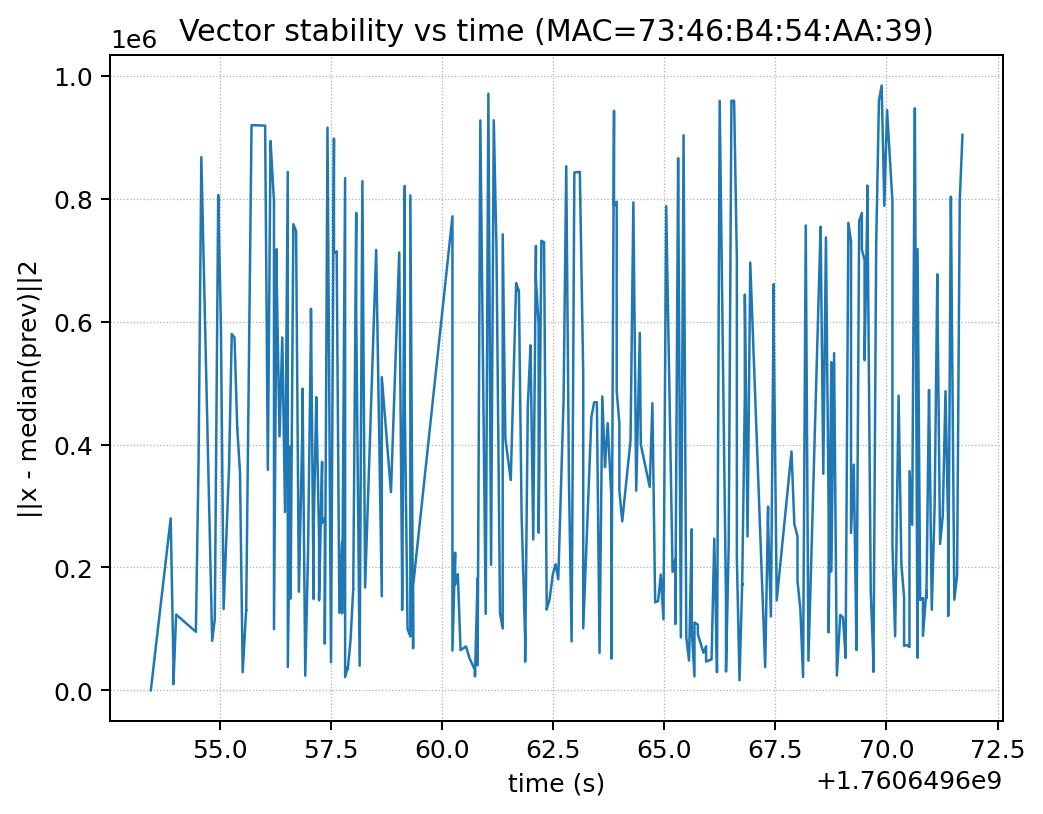 1e6
Vector stability vs time (MAC=73:46:B4:54:AA:39)
||x - median(prev)||2
1.0
0.8
0.6
0.4
0.2
0.0
55.0 57.5 60.0 62.5 65.0 67.5 70.0 72.5
time (s)
+1.7606496e9